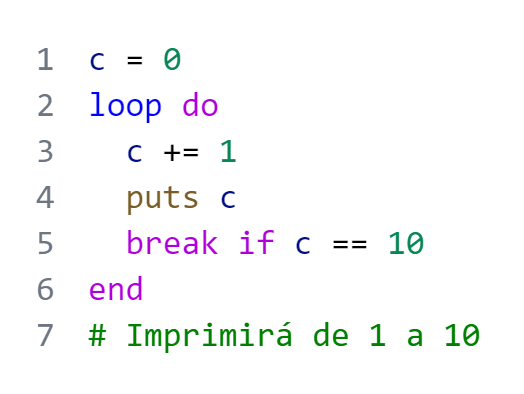 1 c = 0
2 loop do
3   c += 1
4   puts c
5   break if c == 10
6 end
7 # Imprimirá de 1 a 10